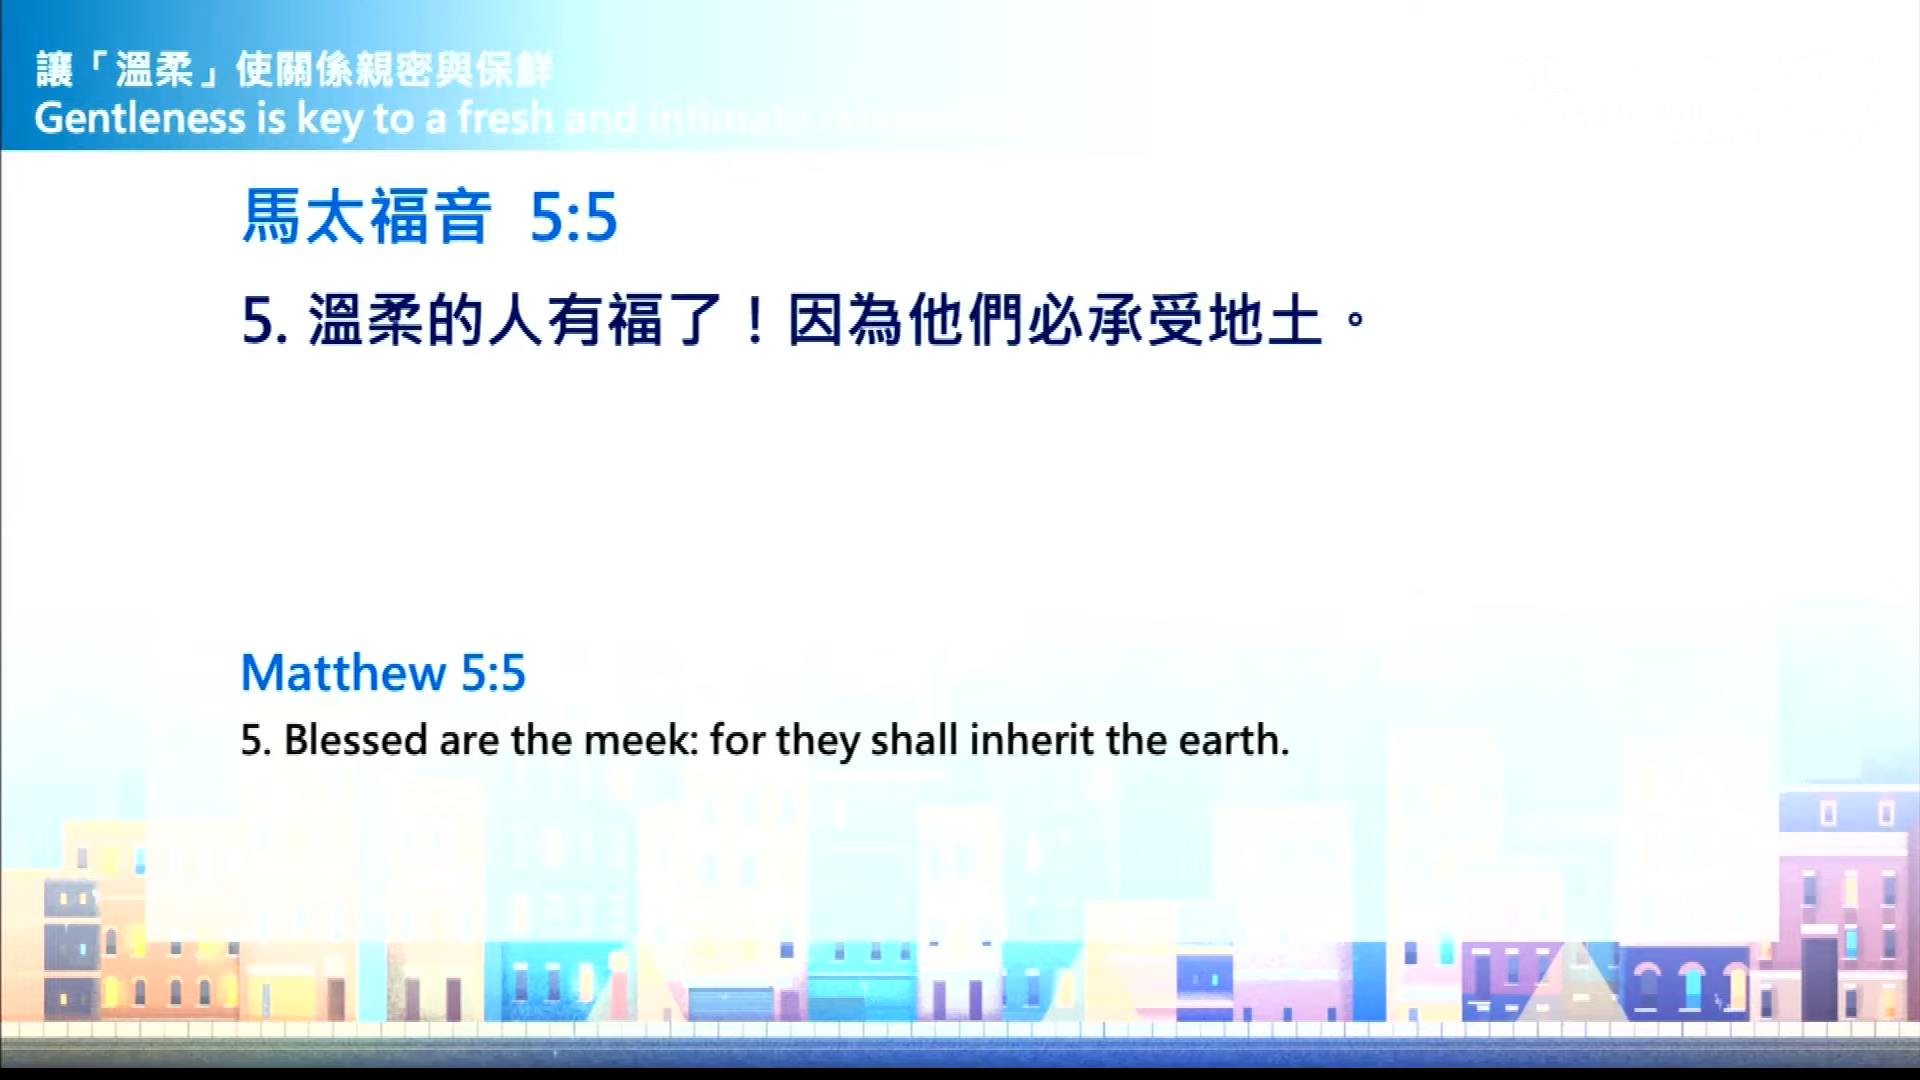 讓「溫柔」使關係親密與保鮮
Gentleness is key to a fresh and intimate
馬太福音 5:5
5. 溫柔的人有福了！因為他們必承受地土。
Matthew 5:5
5. Blessed are the meek: for they shall inherit the earth.